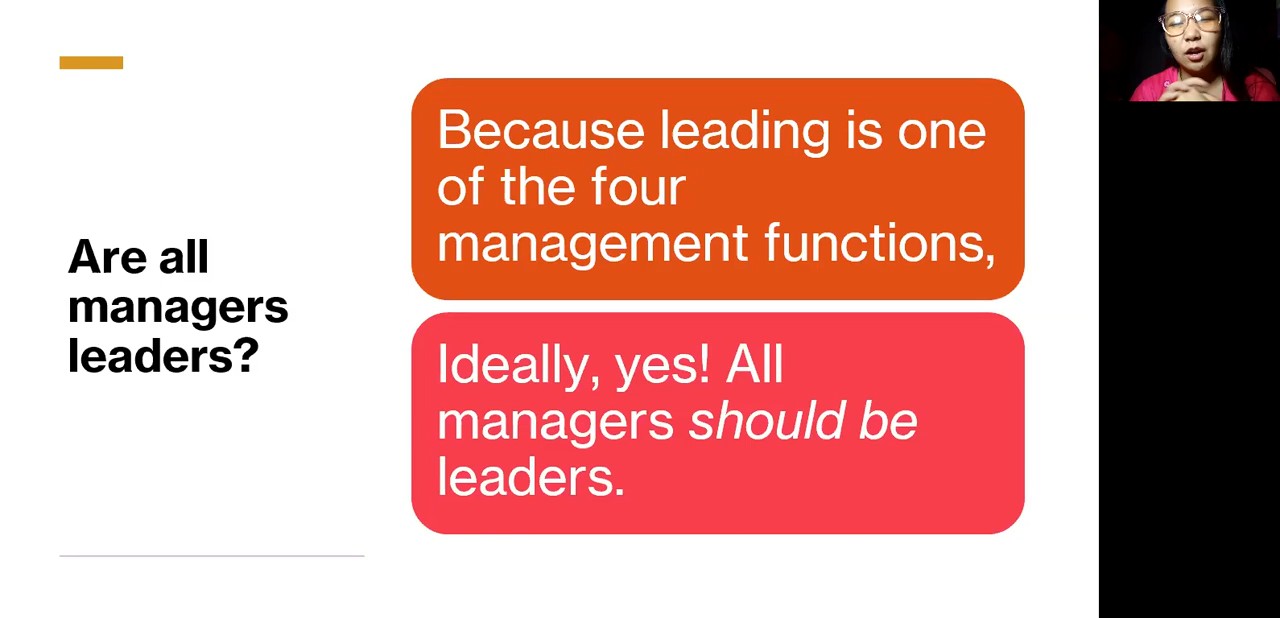 Are all
managers
leaders?
Because leading is one
of the four
management functions,
Ideally, yes! All
managers should be
leaders.